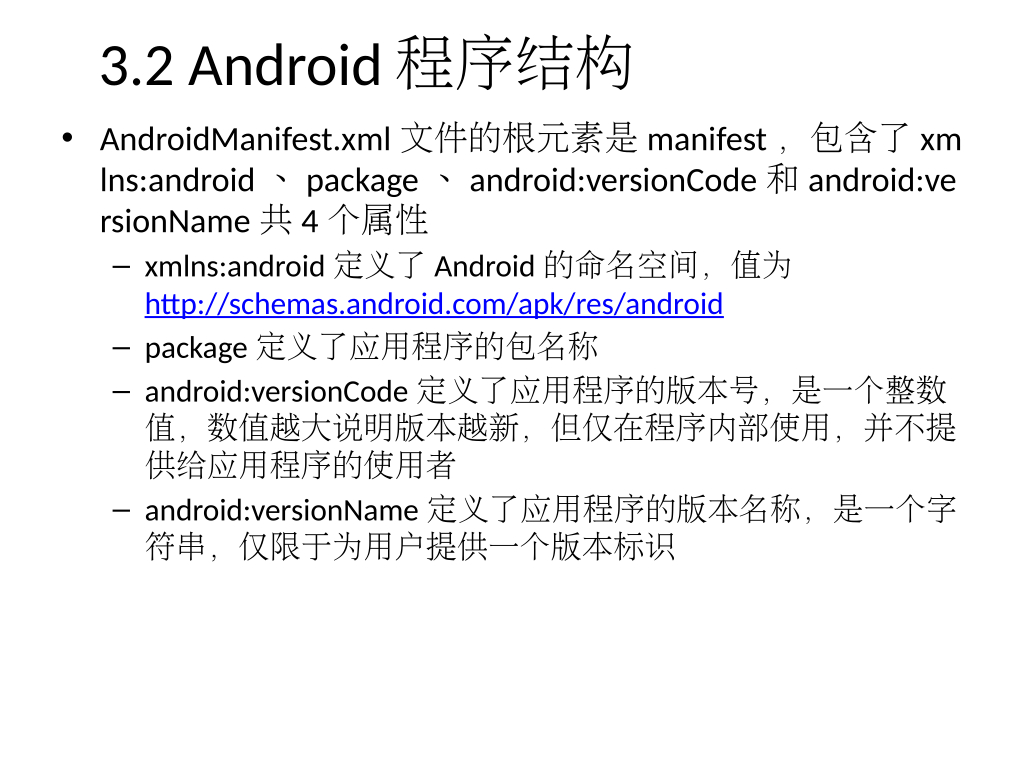 3.2 Android 程序结构
• AndroidManifest.xml 文件的根元素是 manifest ，包含了 xm
lns:android 、 package 、 android:versionCode 和 android:ve
rsionName 共 4 个属性
– xmlns:android 定义了 Android 的命名空间，值为
http://schemas.android.com/apk/res/android
– package 定义了应用程序的包名称
– android:versionCode 定义了应用程序的版本号，是一个整数
值，数值越大说明版本越新，但仅在程序内部使用，并不提
供给应用程序的使用者
– android:versionName 定义了应用程序的版本名称，是一个字
符串，仅限于为用户提供一个版本标识